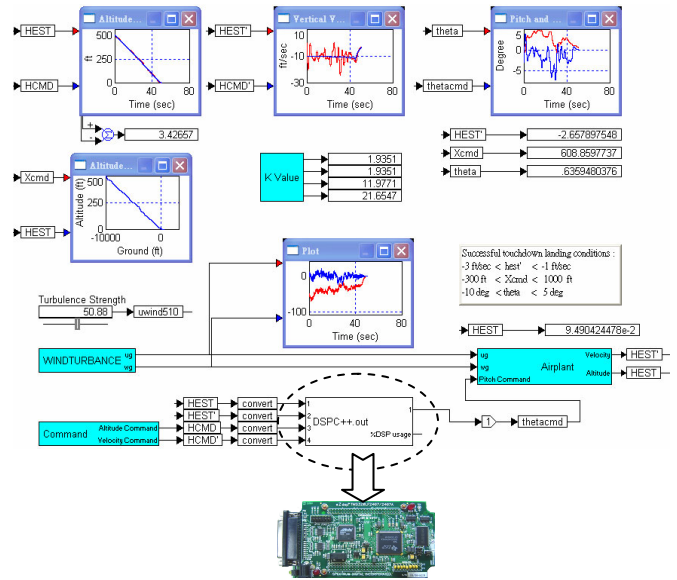 HEST
HCMD
Altitude...
500
ft
250
0
0 40 80
Time (sec)
+
-
Σ
3.42657
HEST'
HCMD'
Vertical V...
10
0
-10
-30
ft/sec
0 40 80
Time (sec)
theta
thetacmd
Pitch and ...
5
0
-5
Degree
0 40 80
Time (sec)
HEST'
-2.657897548
Xcmd
608.8597737
theta
.6359480376
Xcmd
HEST
Altitude...
500
250
0
Altitude (ft)
-10000 0
Ground (ft)
K Value
1.9351
1.9351
11.9771
21.6547
Plot
0
-100
0 40 80
Time (sec)
Successful touchdown landing conditions :
-3 ft/sec < hest' < -1 ft/sec
-300 ft < Xcmd < 1000 ft
-10 deg < theta < 5 deg
Turbulence Strength
50.88
uwind510
HEST
9.490424478e-2
WINDTURBANCE
ug
wg
ug
wg
Pitch Command
Airplant
Velocity
Altitude
HEST'
HEST
Command
Altitude Command
Velocity Command
HEST
HEST'
HCMD
HCMD'
convert
convert
convert
convert
1
2
3
4
DSPC++.out
1
%DSP usage
1
thetacmd